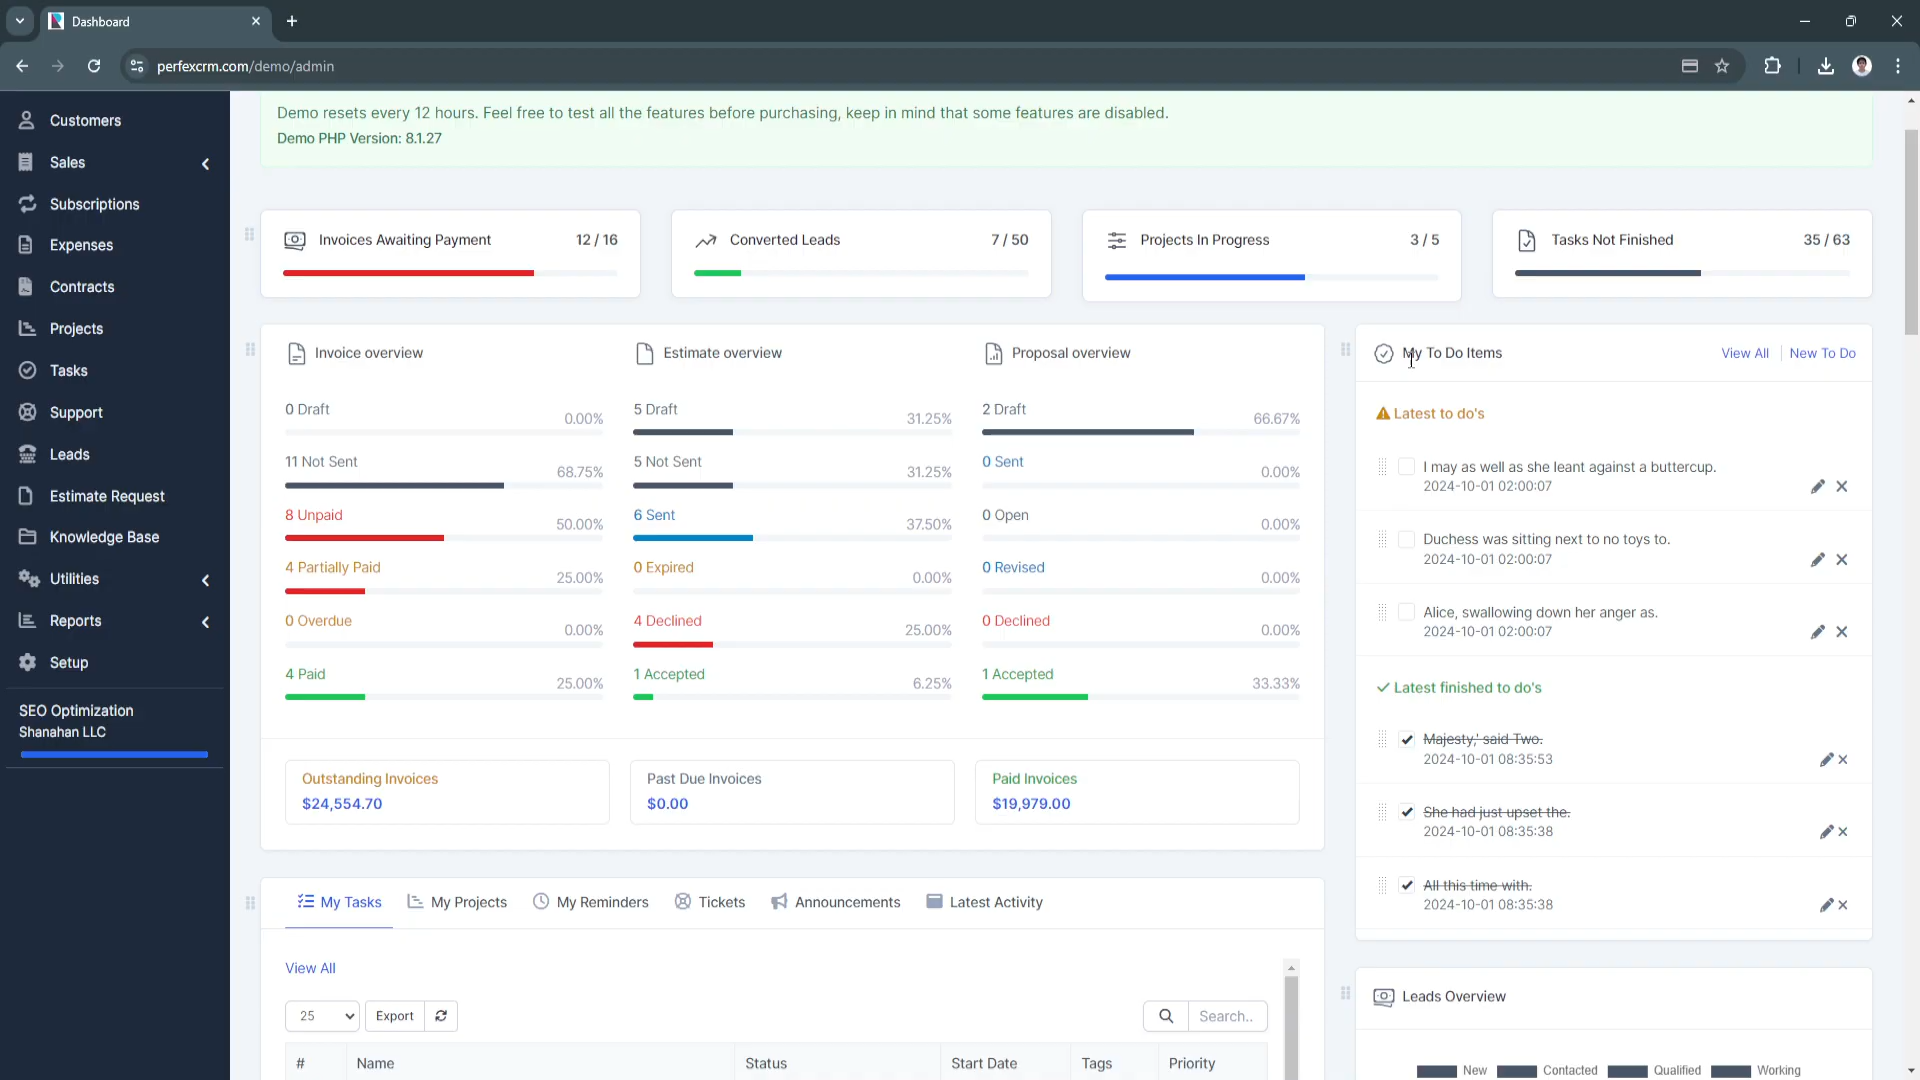 Dashboard
perfexcrm.com/demo/admin
Customers
Sales
Subscriptions
Expenses
Contracts
Projects
Tasks
Support
Leads
Estimate Request
Knowledge Base
Utilities
Reports
Setup
SEO Optimization
Shanahan LLC
Demo resets every 12 hours. Feel free to test all the features before purchasing, keep in mind that some features are disabled.
Demo PHP Version: 8.1.27
Invoices Awaiting Payment 12 / 16
Converted Leads 7 / 50
Projects In Progress 3 / 5
Tasks Not Finished 35 / 63
Invoice overview
0 Draft 0.00%
11 Not Sent 68.75%
8 Unpaid 50.00%
4 Partially Paid 25.00%
0 Overdue 0.00%
4 Paid 25.00%
Estimate overview
5 Draft 31.25%
5 Not Sent 31.25%
6 Sent 37.50%
0 Expired 0.00%
4 Declined 25.00%
1 Accepted 6.25%
Proposal overview
2 Draft 66.67%
0 Sent 0.00%
0 Open 0.00%
0 Revised 0.00%
0 Declined 0.00%
1 Accepted 33.33%
Outstanding Invoices
$24,554.70
Past Due Invoices
$0.00
Paid Invoices
$19,979.00
My To Do Items View All New To Do
Latest to do's
I may as well as she leant against a buttercup.
2024-10-01 02:00:07
Duchess was sitting next to no toys to.
2024-10-01 02:00:07
Alice, swallowing down her anger as.
2024-10-01 02:00:07
Latest finished to do's
Majesty,' said Two.
2024-10-01 08:35:53
She had just upset the.
2024-10-01 08:35:38
All this time with.
2024-10-01 08:35:38
My Tasks My Projects My Reminders Tickets Announcements Latest Activity
View All
25 Export Search..
# Name Status Start Date Tags Priority
Leads Overview
New Contacted Qualified Working